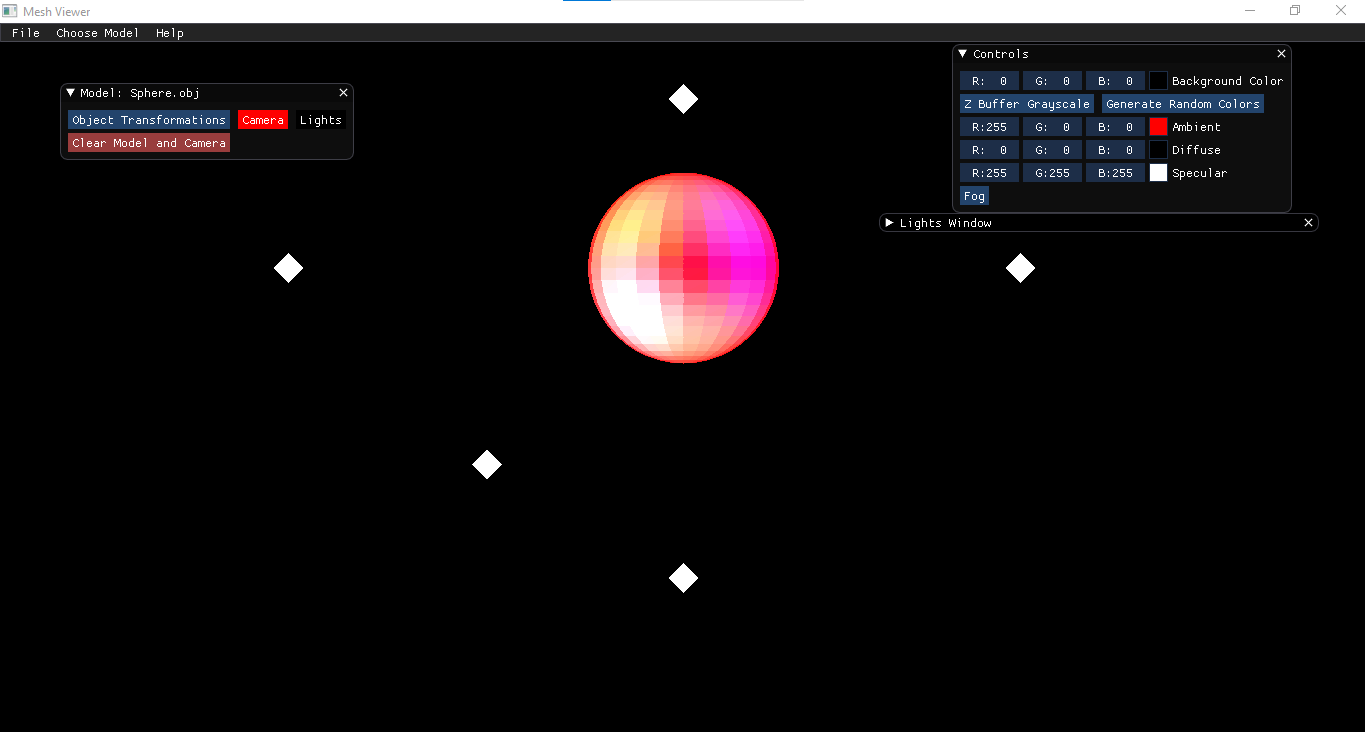 Mesh Viewer
File Choose Model Help
Model: Sphere.obj
Object Transformations Camera Lights
Clear Model and Camera
Controls
R: 0 G: 0 B: 0 Background Color
Z Buffer Grayscale Generate Random Colors
R:255 G: 0 B: 0 Ambient
R: 0 G: 0 B: 0 Diffuse
R:255 G:255 B:255 Specular
Fog
Lights Window